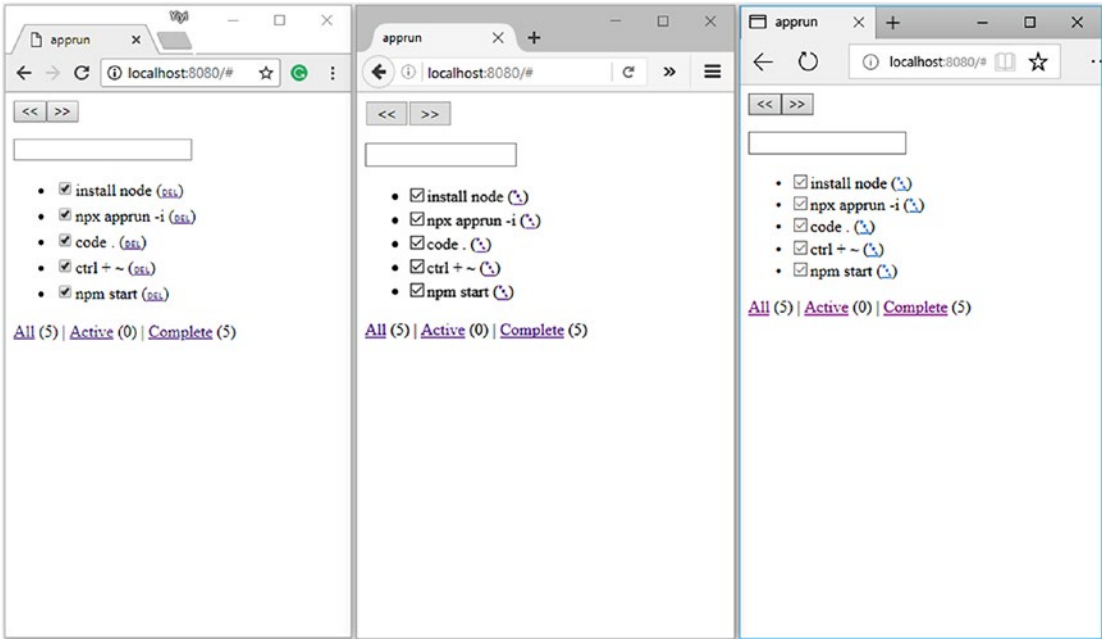 apprun
localhost:8080/#
<< >>
install node (DEL)
npx apprun -i (DEL)
code . (DEL)
ctrl + ~ (DEL)
npm start (DEL)
All (5) | Active (0) | Complete (5)
apprun
localhost:8080/#
<< >>
install node (␡)
npx apprun -i (␡)
code . (␡)
ctrl + ~ (␡)
npm start (␡)
All (5) | Active (0) | Complete (5)
apprun
localhost:8080/#
<< >>
install node (␡)
npx apprun -i (␡)
code . (␡)
ctrl + ~ (␡)
npm start (␡)
All (5) | Active (0) | Complete (5)